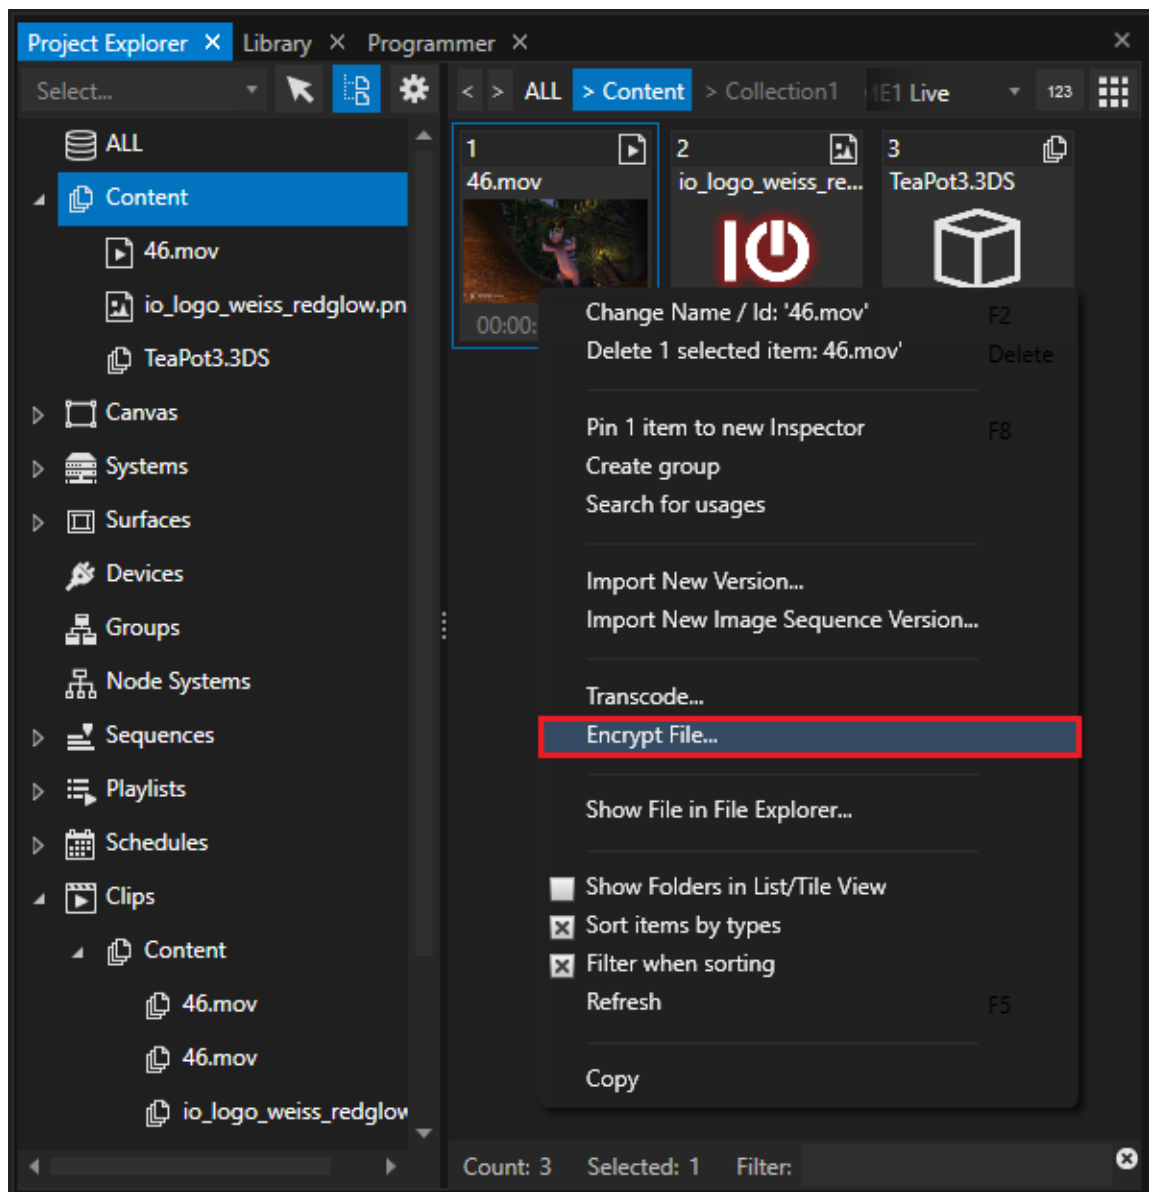 Project Explorer
Library
Programmer
Select...
< > ALL > Content > Collection1
E1 Live
123
ALL
Content
46.mov
io_logo_weiss_redglow.pn
TeaPot3.3DS
Canvas
Systems
Surfaces
Devices
Groups
Node Systems
Sequences
Playlists
Schedules
Clips
Content
46.mov
46.mov
io_logo_weiss_redglow
1
46.mov
00:00:
2
io_logo_weiss_re...
3
TeaPot3.3DS
Change Name / Id: '46.mov' F2
Delete 1 selected item: 46.mov' Delete
Pin 1 item to new Inspector F8
Create group
Search for usages
Import New Version...
Import New Image Sequence Version...
Transcode...
Encrypt File...
Show File in File Explorer...
Show Folders in List/Tile View
Sort items by types
Filter when sorting
Refresh F5
Copy
Count: 3 Selected: 1 Filter: